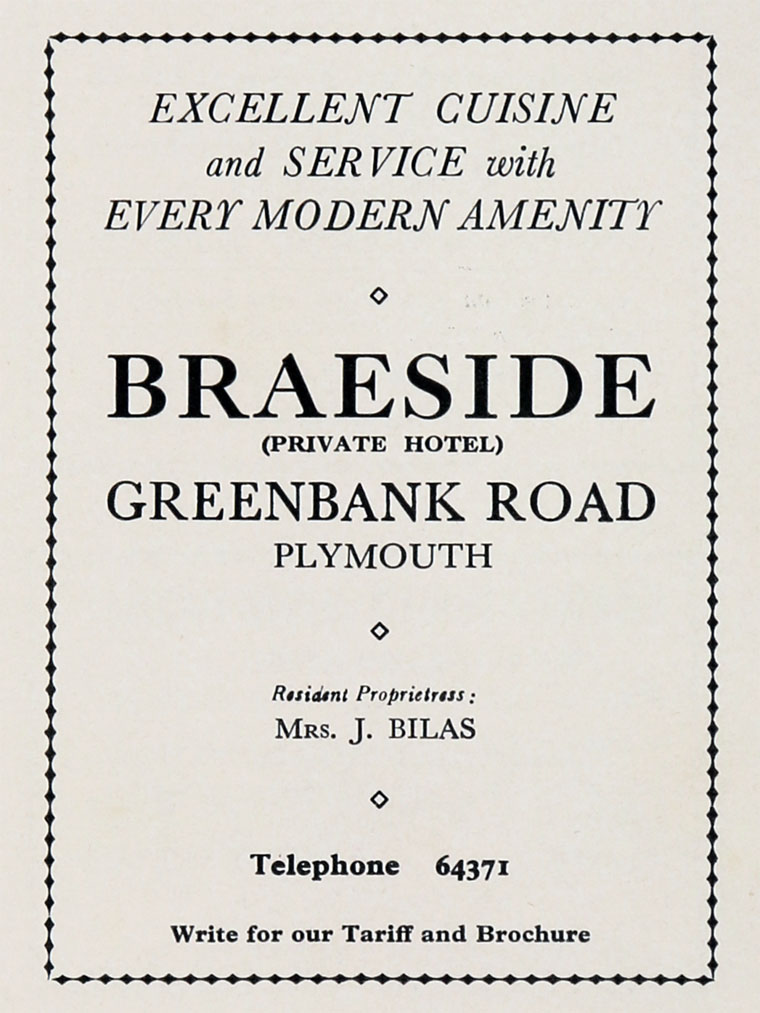 EXCELLENT CUISINE
and SERVICE with
EVERY MODERN AMENITY
BRAESIDE
(PRIVATE HOTEL)
GREENBANK ROAD
PLYMOUTH
Resident Proprietress:
MRS. J. BILAS
Telephone 64371
Write for our Tariff and Brochure